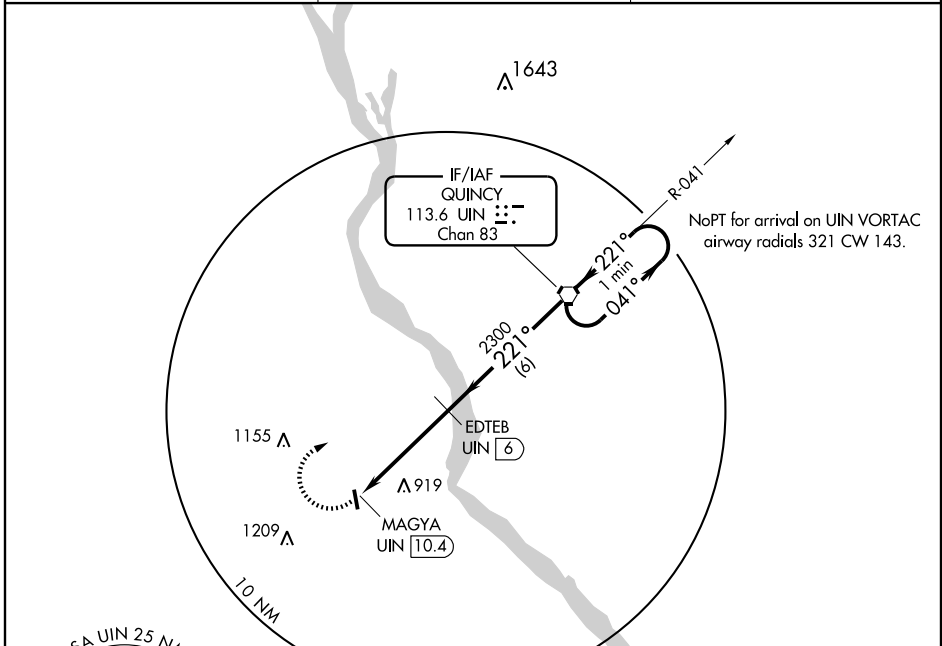 1643
IF/IAF
QUINCY
113.6 UIN
Chan 83
R-041
NoPT for arrival on UIN VORTAC
airway radials 321 CW 143.
221°
1 min
041°
2300
221°
(6)
EDTEB
UIN 6
1155
919
MAGYA
UIN 10.4
1209
10 NM
UIN 25